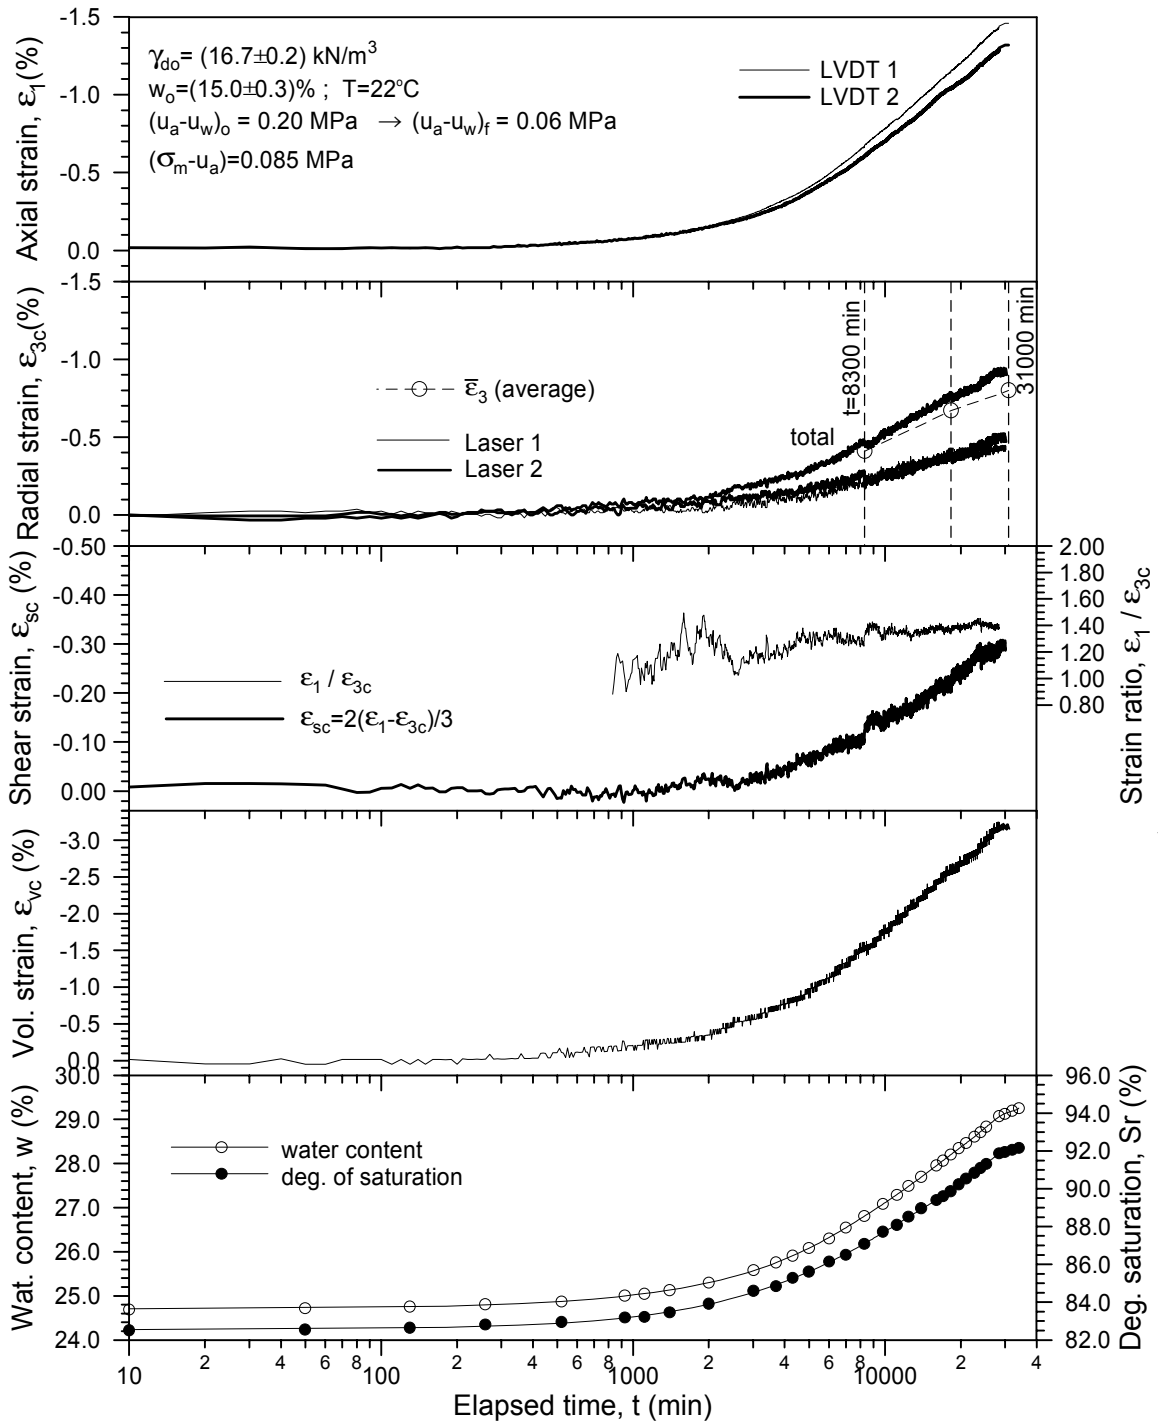 Axial strain, ε1(%)
-1.5
-1.0
-0.5
0.0
γdo= (16.7±0.2) kN/m3
wo=(15.0±0.3)% ; T=22oC
(ua-uw)o = 0.20 MPa → (ua-uw)f = 0.06 MPa
(σm-ua)=0.085 MPa
LVDT 1
LVDT 2
Radial strain, ε3c(%)
-1.5
-1.0
-0.5
0.0
ε̅3 (average)
Laser 1
Laser 2
total
t=8300 min
31000 min
Shear strain, εsc (%)
-0.50
-0.40
-0.30
-0.20
-0.10
0.00
ε1 / ε3c
εsc=2(ε1-ε3c)/3
2.00
1.80
1.60
1.40
1.20
1.00
0.80
Strain ratio, ε1 / ε3c
Vol. strain, εvc (%)
-3.0
-2.5
-2.0
-1.5
-1.0
-0.5
0.0
Wat. content, w (%)
30.0
29.0
28.0
27.0
26.0
25.0
24.0
water content
deg. of saturation
96.0
94.0
92.0
90.0
88.0
86.0
84.0
82.0
Deg. saturation, Sr (%)
10 2 4 6 8 100 2 4 6 8 1000 2 4 6 8 10000 2 4
Elapsed time, t (min)